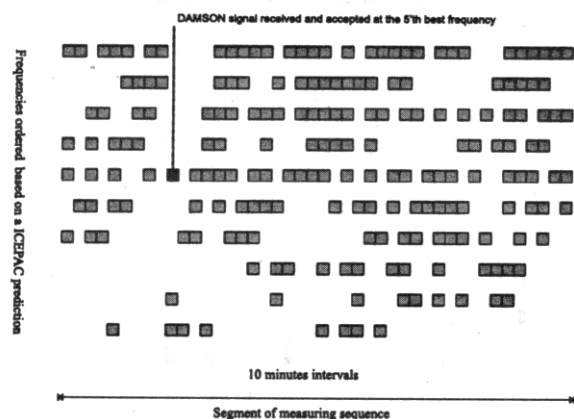 DAMSON signal received and accepted at the 5'th best frequency
Frequencies ordered based on a ICEPAC prediction
10 minutes intervals
Segment of measuring sequence